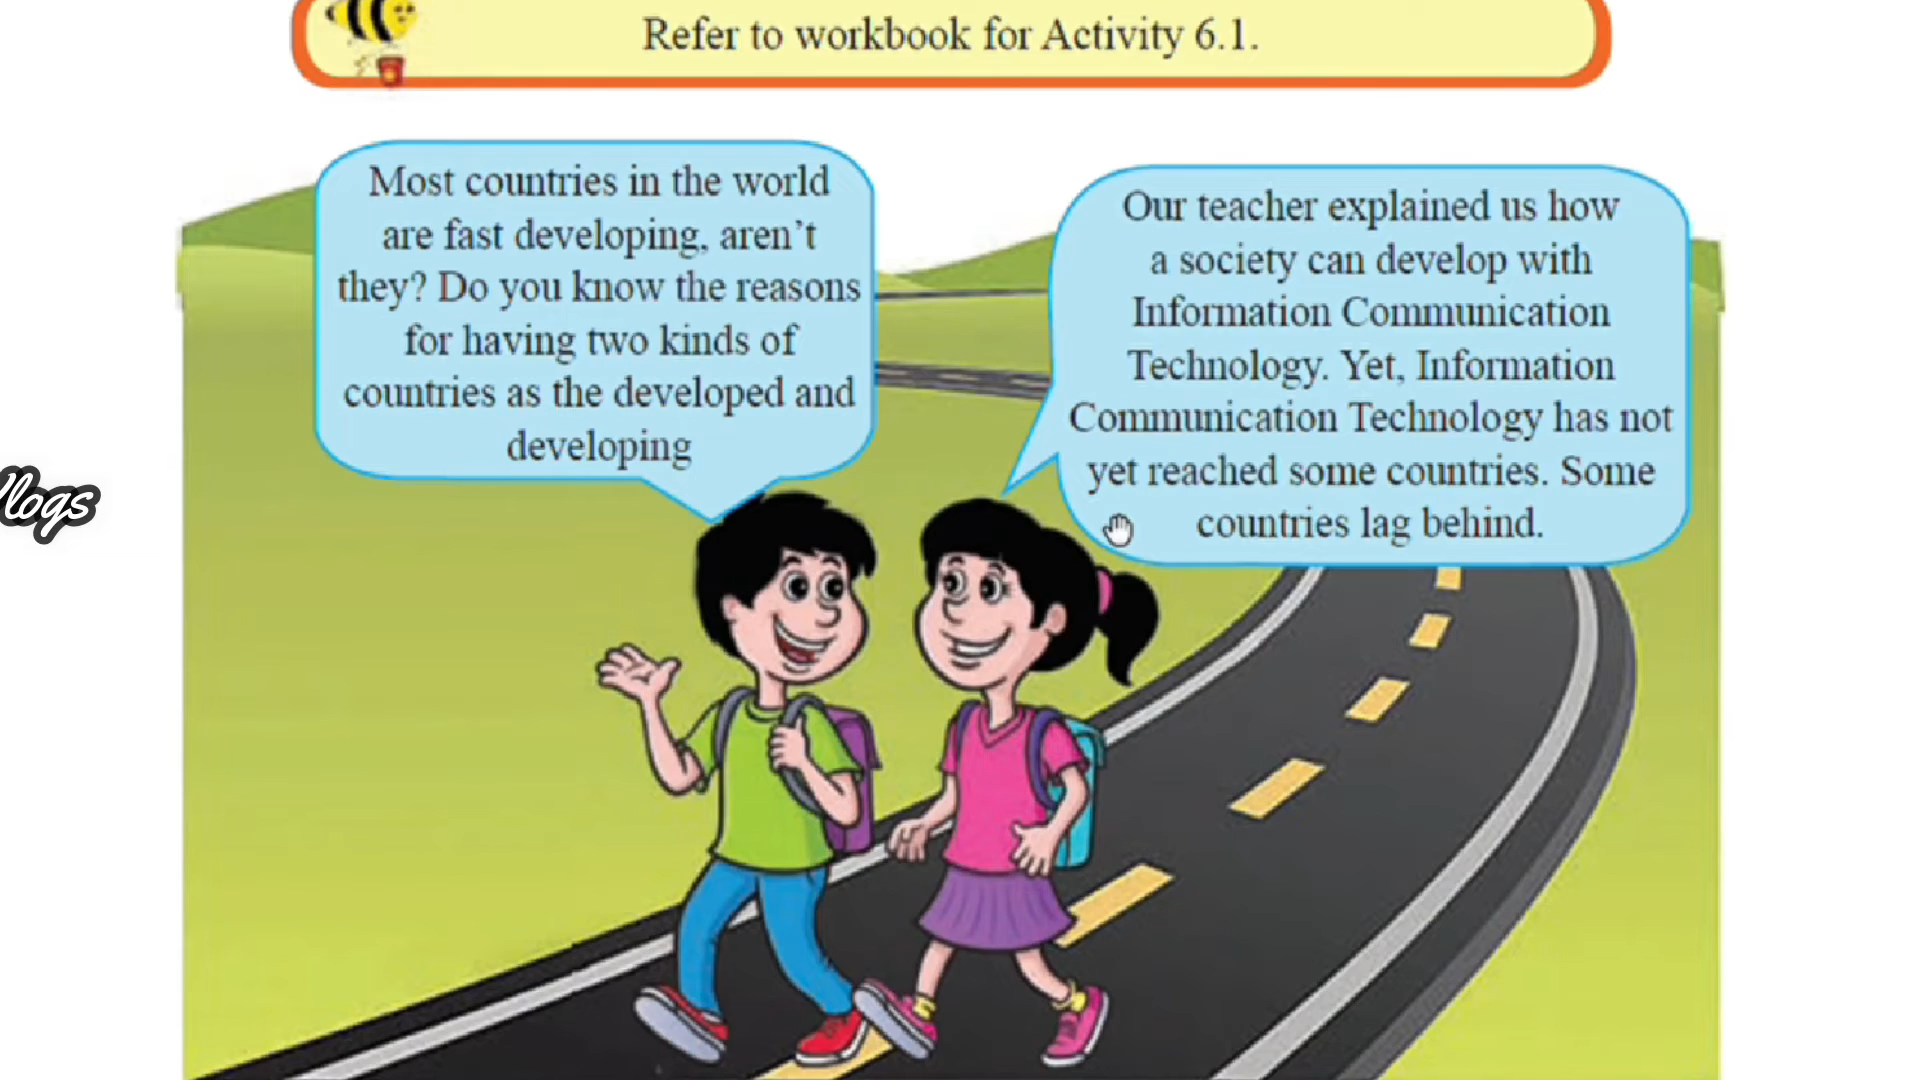 Refer to workbook for Activity 6.1.
Most countries in the world
are fast developing, aren't
they? Do you know the reasons
for having two kinds of
countries as the developed and
developing
Our teacher explained us how
a society can develop with
Information Communication
Technology. Yet, Information
Communication Technology has not
yet reached some countries. Some
countries lag behind.
Vlogs